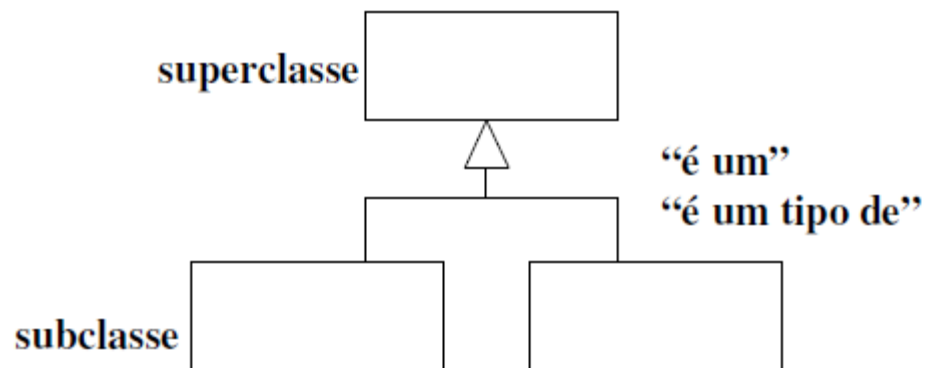 superclasse
“é um”
“é um tipo de”
subclasse